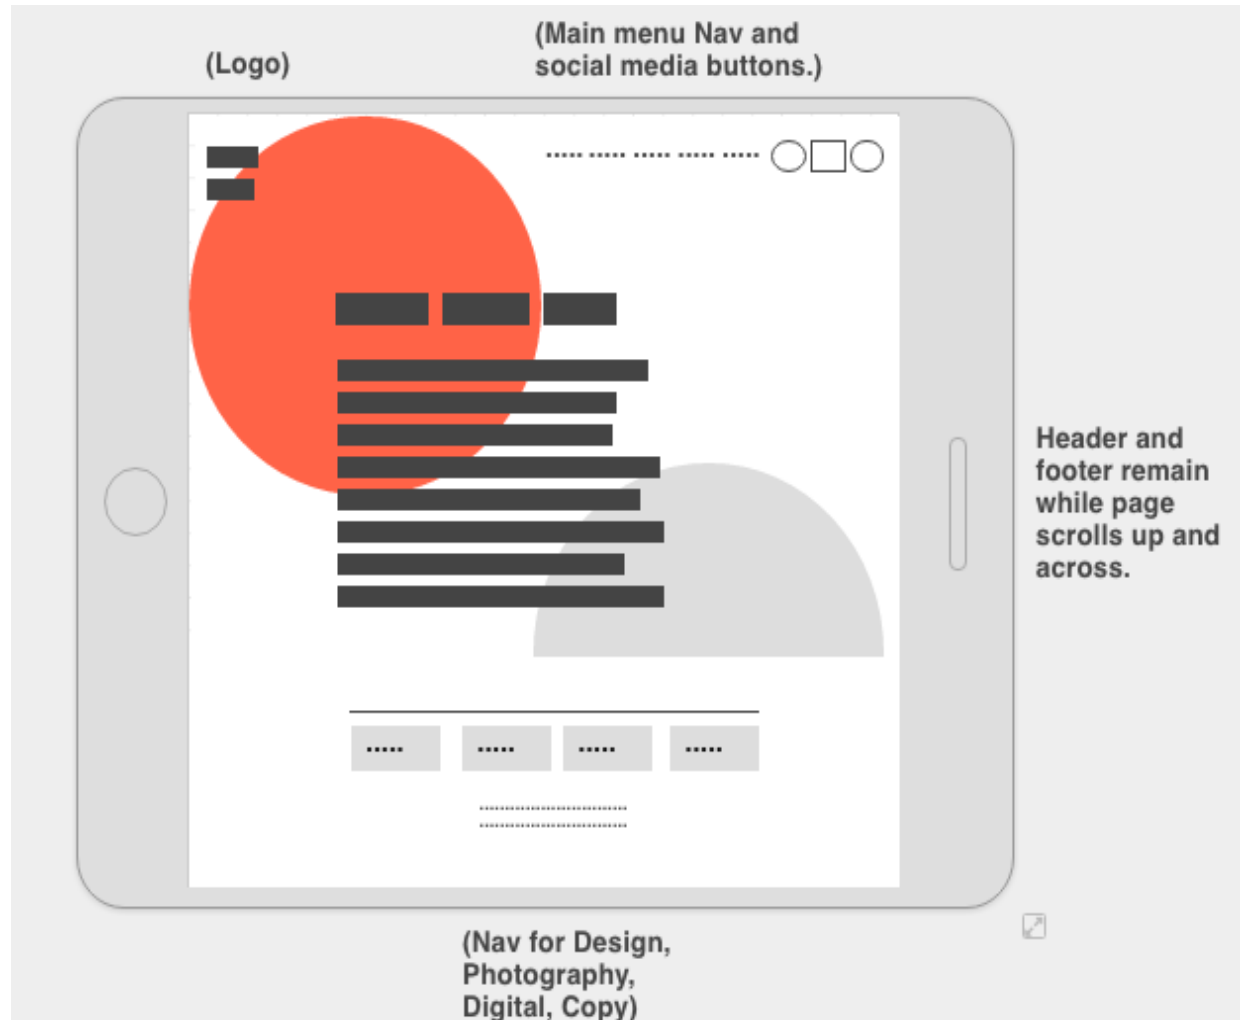 (Logo)
(Main menu Nav and
social media buttons.)
Header and
footer remain
while page
scrolls up and
across.
(Nav for Design,
Photography,
Digital, Copy)